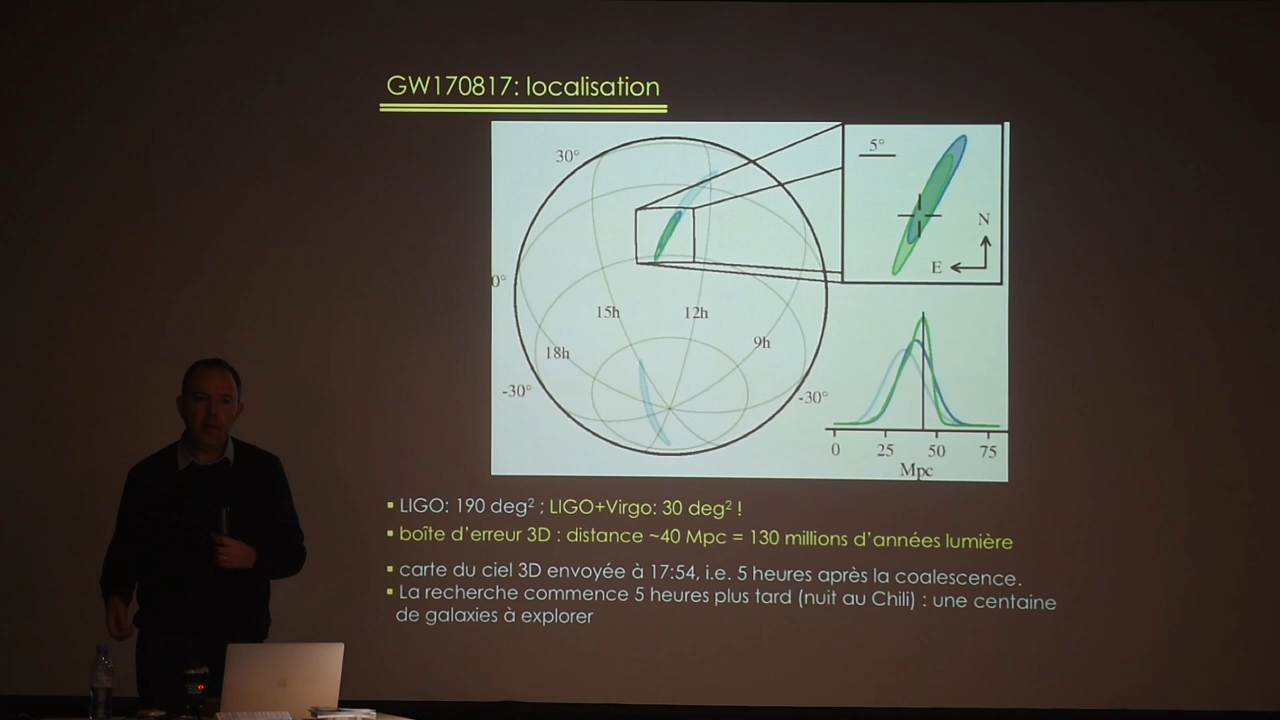 GW170817: localisation
30°
5°
N
E
0°
15h
12h
18h
9h
-30°
-30°
0 25 50 75
Mpc
▪ LIGO: 190 deg² ; LIGO+Virgo: 30 deg² !
▪ boîte d’erreur 3D : distance ~40 Mpc = 130 millions d’années lumière
▪ carte du ciel 3D envoyée à 17:54, i.e. 5 heures après la coalescence.
▪ La recherche commence 5 heures plus tard (nuit au Chili) : une centaine
de galaxies à explorer